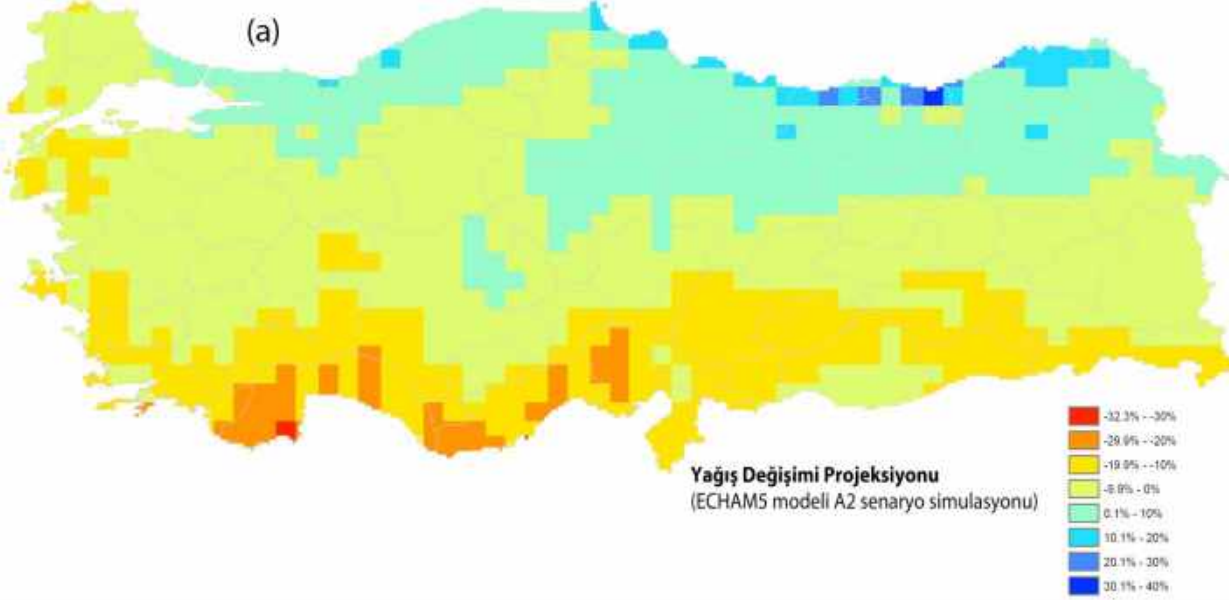 (a)
Yağış Değişimi Projeksiyonu
(ECHAM5 modeli A2 senaryo simulasyonu)
-32.3% - -30%
-29.9% - -20%
-19.9% - -10%
-9.9% - 0%
0.1% - 10%
10.1% - 20%
20.1% - 30%
30.1% - 40%